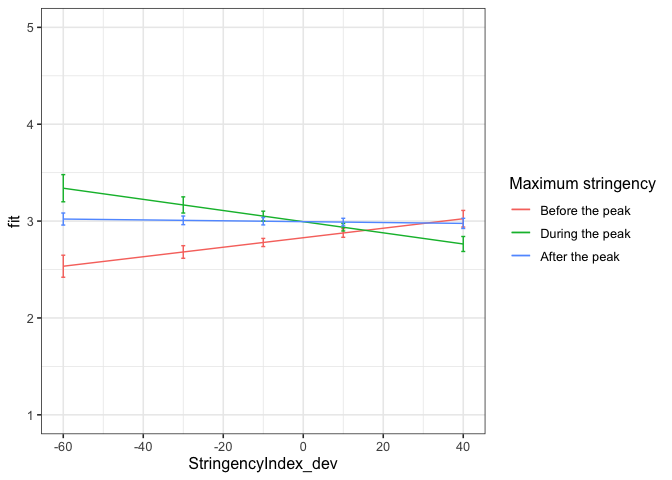 5
4
3
2
1
fit
-60 -40 -20 0 20 40
StringencyIndex_dev
Maximum stringency
Before the peak
During the peak
After the peak